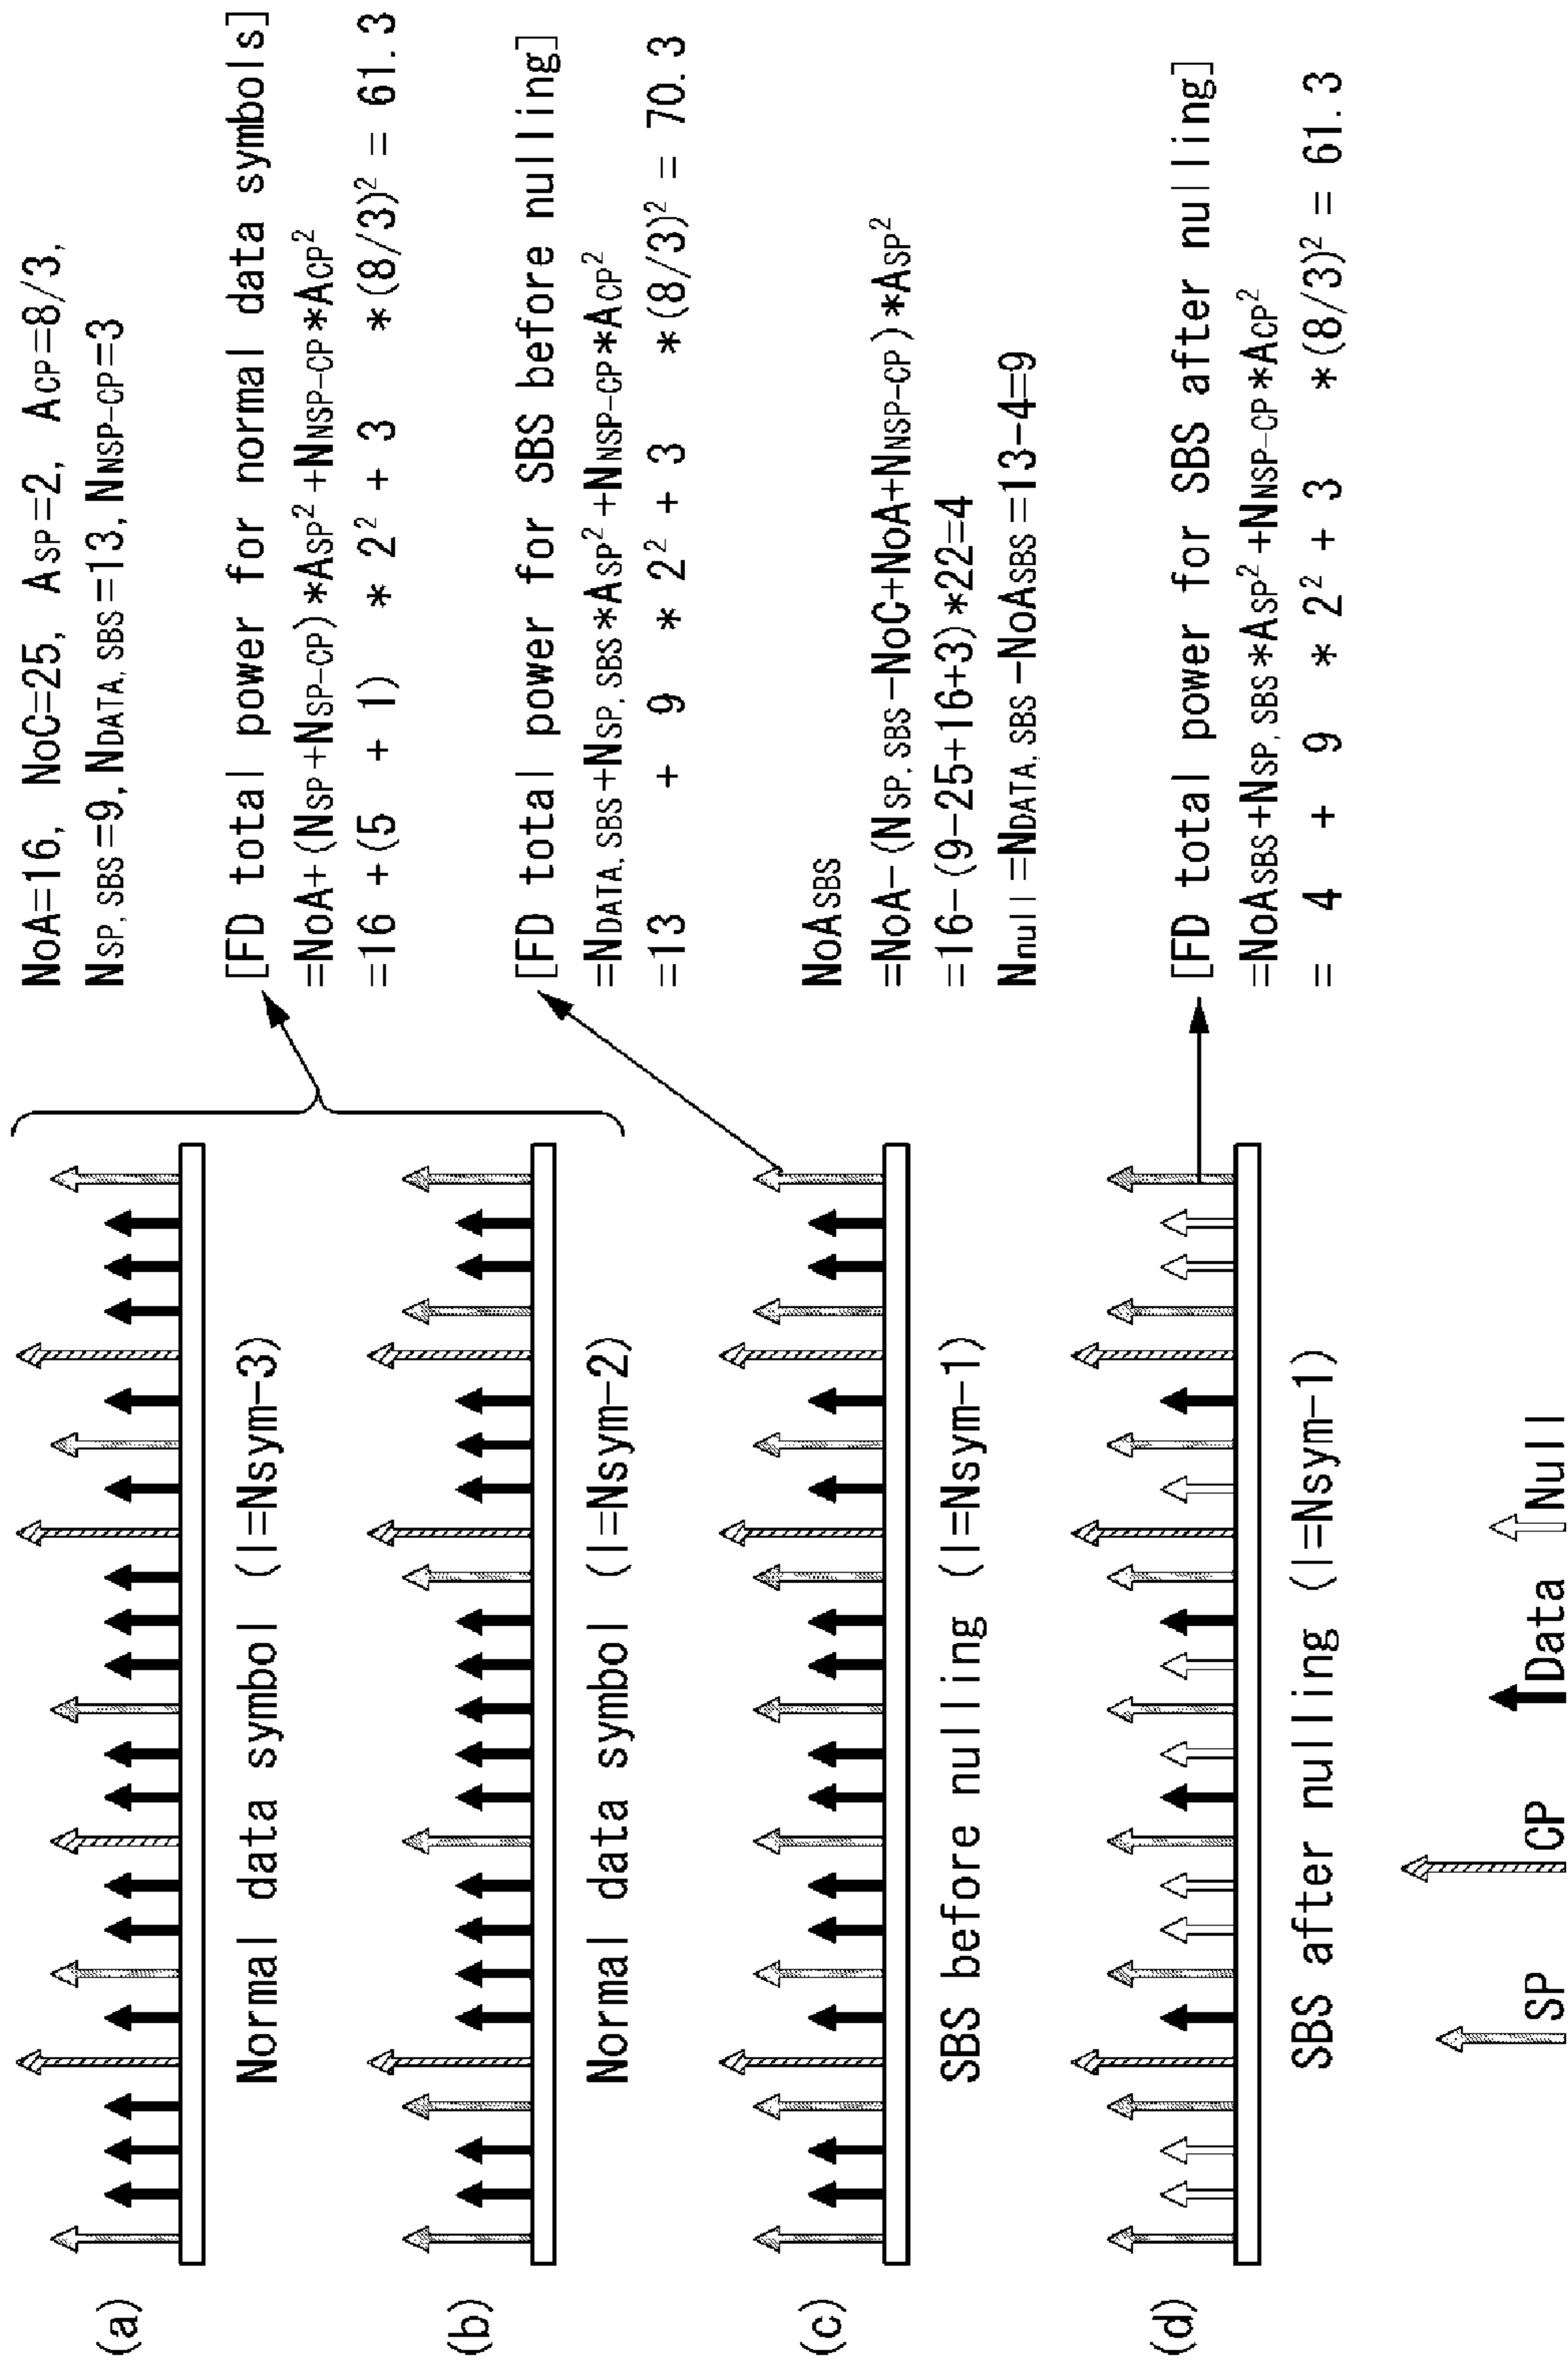 (a)
Normal data symbol (l=Nsym-3)
(b)
Normal data symbol (l=Nsym-2)
(c)
SBS before nulling (l=Nsym-1)
(d)
SBS after nulling (l=Nsym-1)
SP
CP
Data
Null
NoA=16, NoC=25, ASP=2, ACP=8/3,
NSP,SBS=9, NDATA,SBS=13, NNSP-CP=3
[FD total power for normal data symbols]
=NoA+(NSP+NSP-CP)*ASP²+NNSP-CP*ACP²
=16 +(5 + 1) * 2² + 3 *(8/3)² = 61.3
[FD total power for SBS before nulling]
=NDATA,SBS+NSP,SBS*ASP²+NNSP-CP*ACP²
=13 + 9 * 2² + 3 *(8/3)² = 70.3
NoASBS
=NoA-(NSP,SBS-NoC+NoA+NNSP-CP)*ASP²
=16-(9-25+16+3)*22=4
Nnull=NDATA,SBS-NoASBS=13-4=9
[FD total power for SBS after nulling]
=NoASBS+NSP,SBS*ASP²+NNSP-CP*ACP²
= 4 + 9 * 2² + 3 *(8/3)² = 61.3